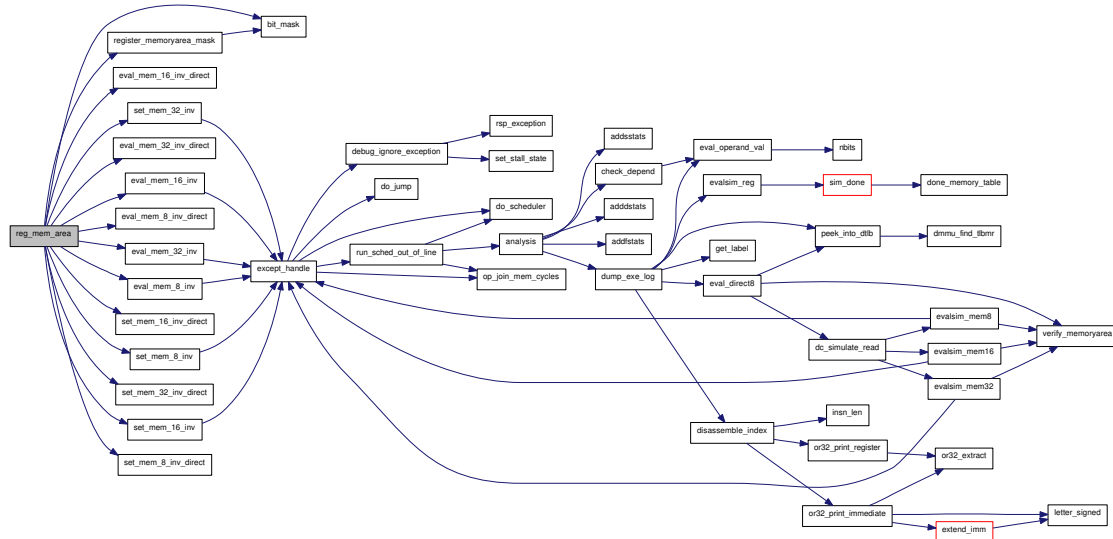 reg_mem_area
bit_mask
register_memoryarea_mask
eval_mem_16_inv_direct
set_mem_32_inv
eval_mem_32_inv_direct
eval_mem_16_inv
eval_mem_8_inv_direct
eval_mem_32_inv
eval_mem_8_inv
set_mem_16_inv_direct
set_mem_8_inv
set_mem_32_inv_direct
set_mem_16_inv
set_mem_8_inv_direct
except_handle
debug_ignore_exception
do_jump
run_sched_out_of_line
rsp_exception
set_stall_state
do_scheduler
analysis
op_join_mem_cycles
addsstats
check_depend
adddstats
addfstats
dump_exe_log
eval_operand_val
evalsim_reg
get_label
eval_direct8
disassemble_index
nbits
sim_done
peek_into_dtlb
dc_simulate_read
insn_len
or32_print_register
or32_print_immediate
done_memory_table
dmmu_find_tlbmr
evalsim_mem8
evalsim_mem16
evalsim_mem32
verify_memoryarea
or32_extract
extend_imm
letter_signed